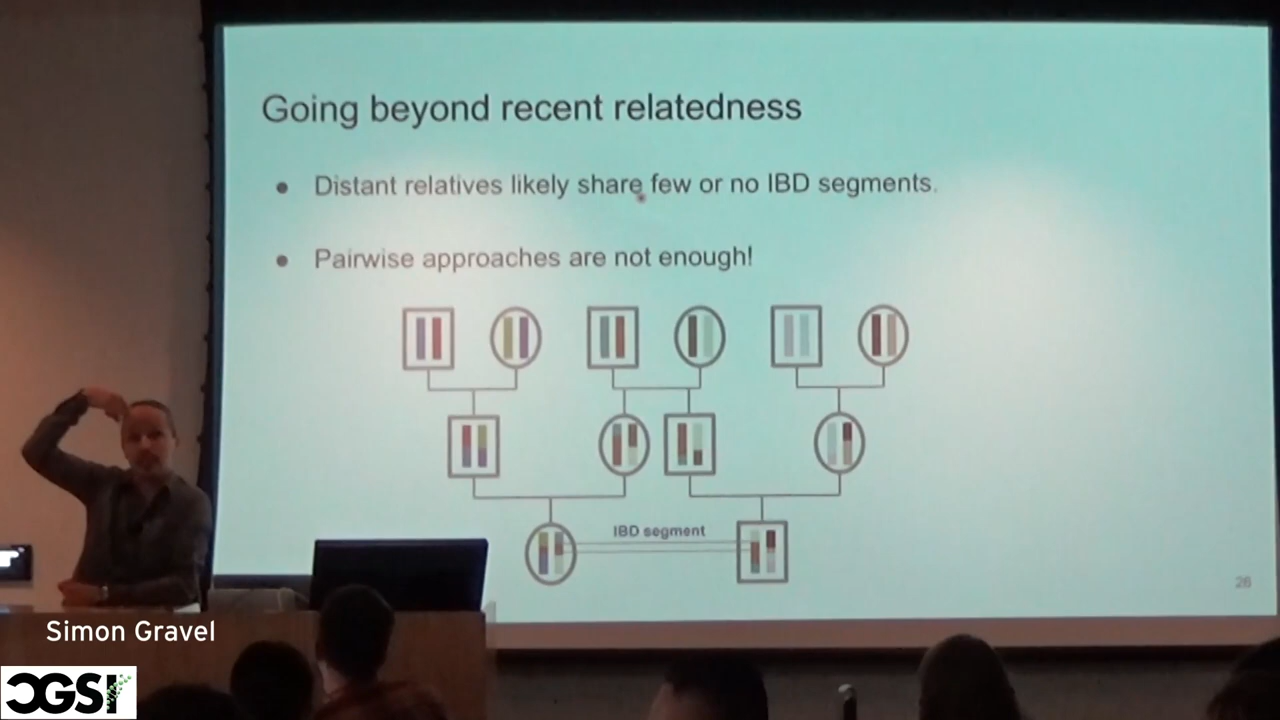 Going beyond recent relatedness
● Distant relatives likely share few or no IBD segments.
● Pairwise approaches are not enough!
IBD segment
26
Simon Gravel
CGSI